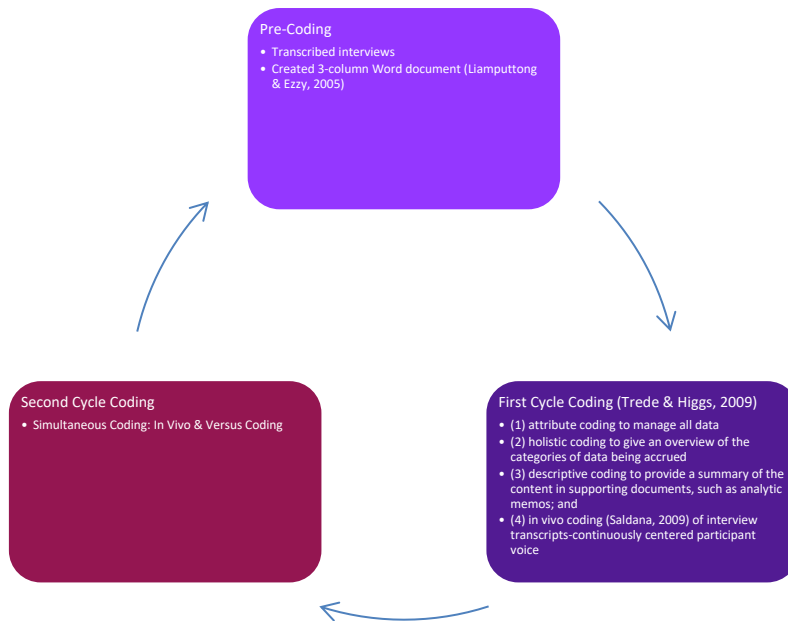 Pre-Coding
• Transcribed interviews
• Created 3-column Word document (Liamputtong
& Ezzy, 2005)
First Cycle Coding (Trede & Higgs, 2009)
• (1) attribute coding to manage all data
• (2) holistic coding to give an overview of the
categories of data being accrued
• (3) descriptive coding to provide a summary of the
content in supporting documents, such as analytic
memos; and
• (4) in vivo coding (Saldana, 2009) of interview
transcripts-continuously centered participant
voice
Second Cycle Coding
• Simultaneous Coding: In Vivo & Versus Coding